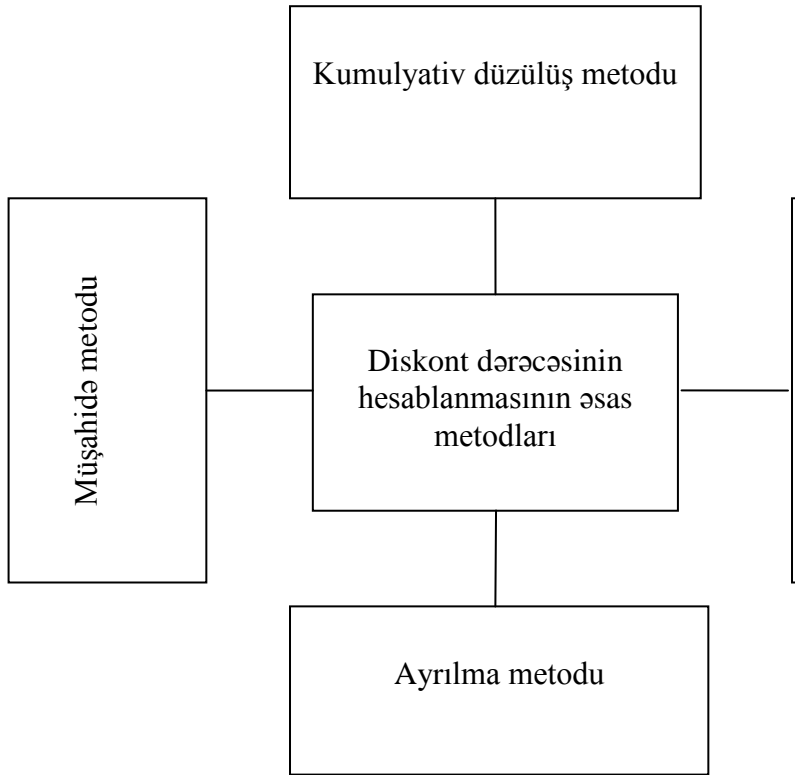 Kumulyativ düzülüş metodu
Müşahidə metodu
Diskont dərəcəsinin
hesablanmasının əsas
metodları
Ayrılma metodu